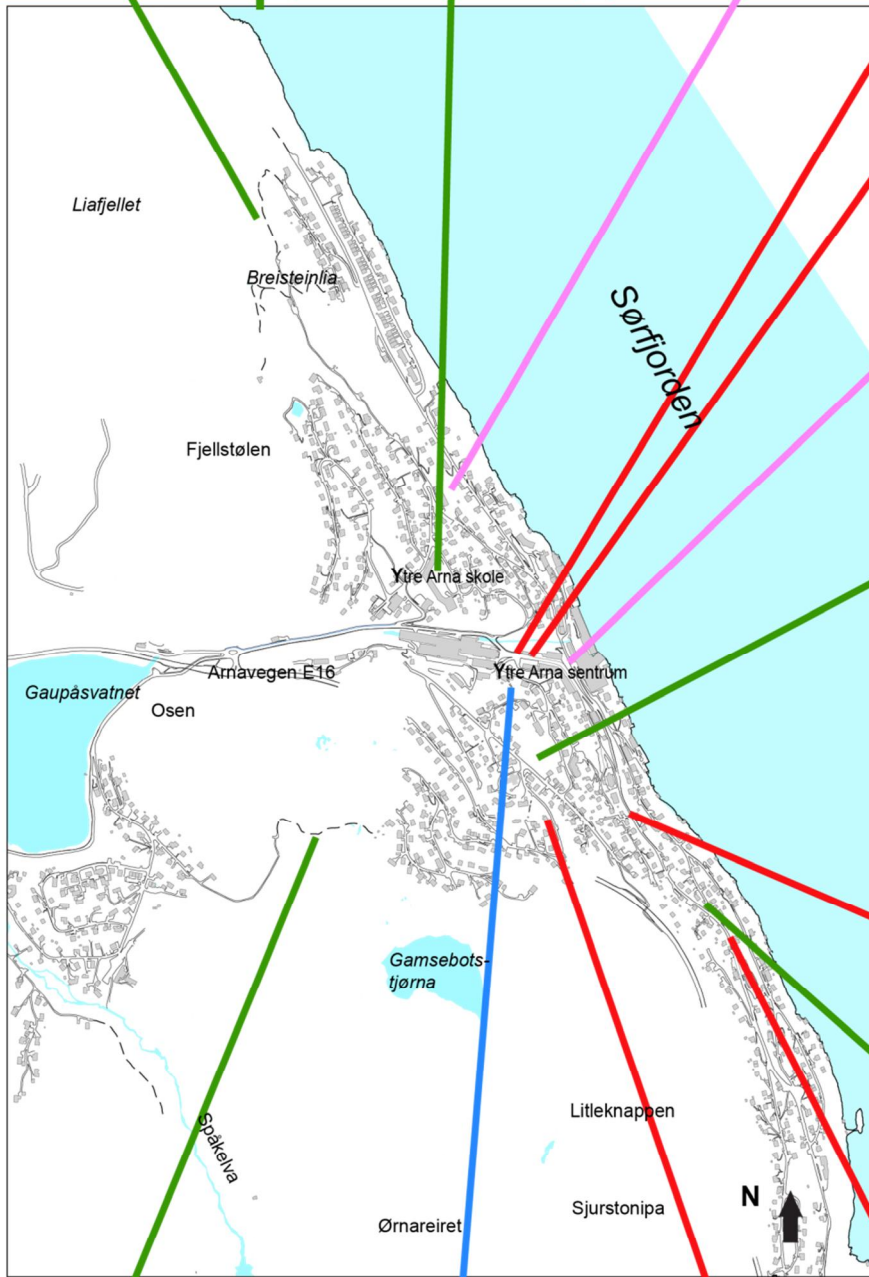 Liafjellet
Breisteinlia
Sørfjorden
Fjellstølen
Ytre Arna skole
Arnavegen E16
Ytre Arna sentrum
Gaupåsvatnet
Osen
Gamsebots-
tjørna
Litleknappen
Spåkelva
Sjurstonipa
N
Ørnareiret